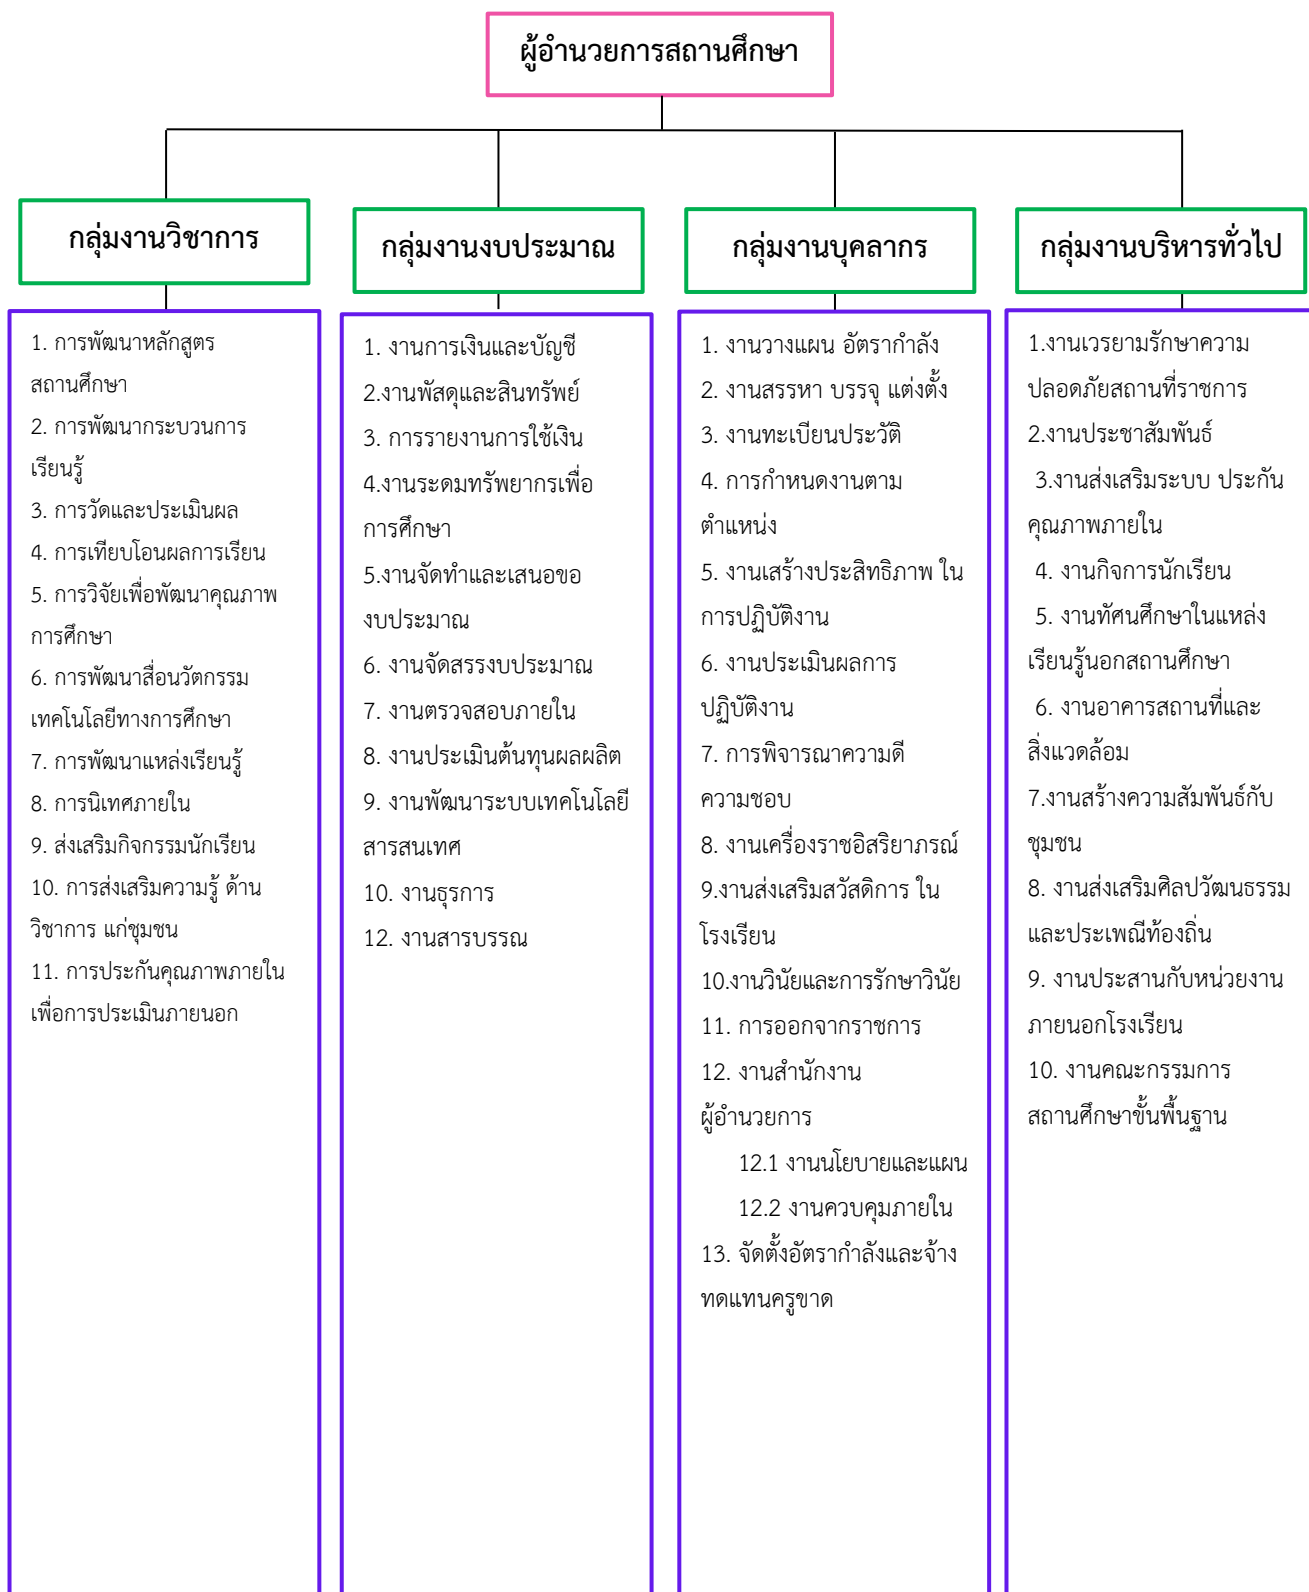 ผู้อำนวยการสถานศึกษา
กลุ่มงานวิชาการ
กลุ่มงานงบประมาณ
กลุ่มงานบุคลากร
กลุ่มงานบริหารทั่วไป
1. การพัฒนาหลักสูตร
สถานศึกษา
2. การพัฒนากระบวนการ
เรียนรู้
3. การวัดและประเมินผล
4. การเทียบโอนผลการเรียน
5. การวิจัยเพื่อพัฒนาคุณภาพ
การศึกษา
6. การพัฒนาสื่อนวัตกรรม
เทคโนโลยีทางการศึกษา
7. การพัฒนาแหล่งเรียนรู้
8. การนิเทศภายใน
9. ส่งเสริมกิจกรรมนักเรียน
10. การส่งเสริมความรู้ ด้าน
วิชาการ แก่ชุมชน
11. การประกันคุณภาพภายใน
เพื่อการประเมินภายนอก
1. งานการเงินและบัญชี
2.งานพัสดุและสินทรัพย์
3. การรายงานการใช้เงิน
4.งานระดมทรัพยากรเพื่อ
การศึกษา
5.งานจัดทำและเสนอขอ
งบประมาณ
6. งานจัดสรรงบประมาณ
7. งานตรวจสอบภายใน
8. งานประเมินต้นทุนผลผลิต
9. งานพัฒนาระบบเทคโนโลยี
สารสนเทศ
10. งานธุรการ
12. งานสารบรรณ
1. งานวางแผน อัตรากำลัง
2. งานสรรหา บรรจุ แต่งตั้ง
3. งานทะเบียนประวัติ
4. การกำหนดงานตาม
ตำแหน่ง
5. งานเสร้างประสิทธิภาพ ใน
การปฏิบัติงาน
6. งานประเมินผลการ
ปฏิบัติงาน
7. การพิจารณาความดี
ความชอบ
8. งานเครื่องราชอิสริยาภรณ์
9.งานส่งเสริมสวัสดิการ ใน
โรงเรียน
10.งานวินัยและการรักษาวินัย
11. การออกจากราชการ
12. งานสำนักงาน
ผู้อำนวยการ
12.1 งานนโยบายและแผน
12.2 งานควบคุมภายใน
13. จัดตั้งอัตรากำลังและจ้าง
ทดแทนครูขาด
1.งานเวรยามรักษาความ
ปลอดภัยสถานที่ราชการ
2.งานประชาสัมพันธ์
3.งานส่งเสริมระบบ ประกัน
คุณภาพภายใน
4. งานกิจการนักเรียน
5. งานทัศนศึกษาในแหล่ง
เรียนรู้นอกสถานศึกษา
6. งานอาคารสถานที่และ
สิ่งแวดล้อม
7.งานสร้างความสัมพันธ์กับ
ชุมชน
8. งานส่งเสริมศิลปวัฒนธรรม
และประเพณีท้องถิ่น
9. งานประสานกับหน่วยงาน
ภายนอกโรงเรียน
10. งานคณะกรรมการ
สถานศึกษาขั้นพื้นฐาน